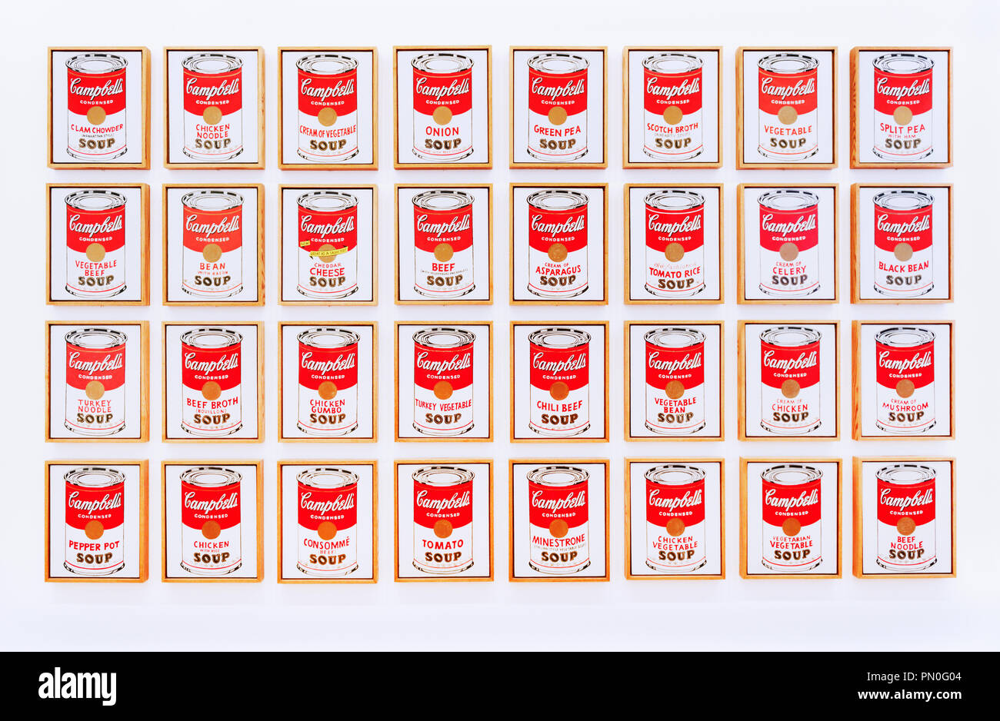 Campbell's
CONDENSED
CLAM CHOWDER
(MANHATTAN STYLE)
SOUP
Campbell's
CONDENSED
CHICKEN
NOODLE
SOUP
Campbell's
CONDENSED
CREAM OF VEGETABLE
SOUP
Campbell's
CONDENSED
ONION
SOUP
Campbell's
CONDENSED
GREEN PEA
SOUP
Campbell's
CONDENSED
SCOTCH BROTH
(A HEARTY SOUP)
SOUP
Campbell's
CONDENSED
VEGETABLE
SOUP
Campbell's
CONDENSED
SPLIT PEA
WITH HAM
SOUP
Campbell's
CONDENSED
VEGETABLE
BEEF
SOUP
Campbell's
CONDENSED
BEAN
WITH BACON
SOUP
Campbell's
CONDENSED
GREAT AS A SAUCE TOO!
CHEDDAR
CHEESE
SOUP
Campbell's
CONDENSED
BEEF
SOUP
Campbell's
CONDENSED
CREAM OF
ASPARAGUS
SOUP
Campbell's
CONDENSED
Old Fashioned
TOMATO RICE
SOUP
Campbell's
CONDENSED
CREAM OF
CELERY
SOUP
Campbell's
CONDENSED
BLACK BEAN
SOUP
Campbell's
CONDENSED
TURKEY
NOODLE
SOUP
Campbell's
CONDENSED
BEEF BROTH
(BOUILLON)
SOUP
Campbell's
CONDENSED
CHICKEN
GUMBO
SOUP
Campbell's
CONDENSED
TURKEY VEGETABLE
SOUP
Campbell's
CONDENSED
CHILI BEEF
SOUP
Campbell's
CONDENSED
VEGETABLE
BEAN
SOUP
Campbell's
CONDENSED
CREAM OF
CHICKEN
SOUP
Campbell's
CONDENSED
CREAM OF
MUSHROOM
SOUP
Campbell's
CONDENSED
PEPPER POT
SOUP
Campbell's
CONDENSED
CHICKEN
WITH RICE
SOUP
Campbell's
CONDENSED
CONSOMMÉ
(BEEF)
SOUP
Campbell's
CONDENSED
TOMATO
SOUP
Campbell's
CONDENSED
MINESTRONE
SOUP
Campbell's
CONDENSED
CHICKEN
VEGETABLE
SOUP
Campbell's
CONDENSED
VEGETARIAN
VEGETABLE
SOUP
Campbell's
CONDENSED
BEEF
NOODLE
SOUP
alamy
Image ID: PN0G04
www.alamy.com